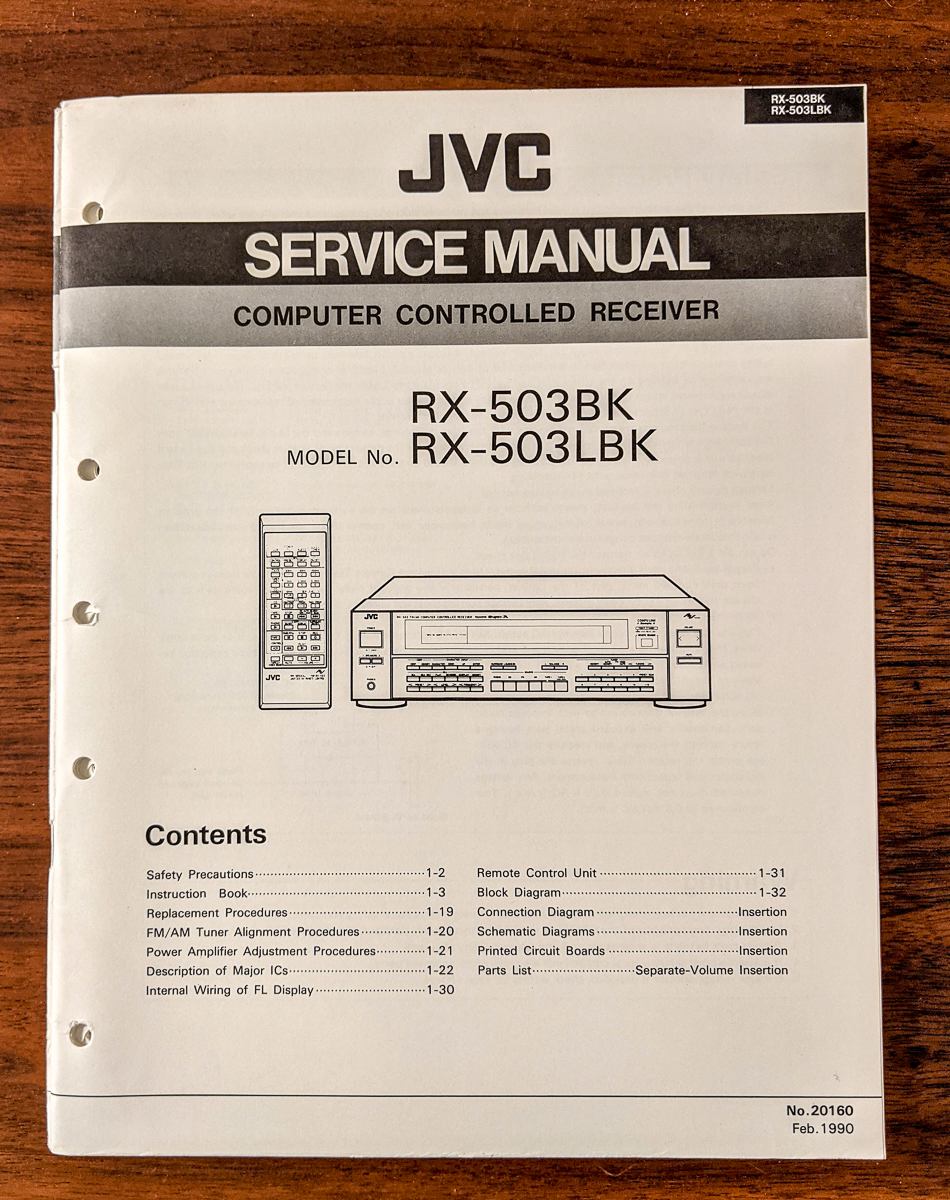 RX-503BK
RX-503LBK
JVC
SERVICE MANUAL
COMPUTER CONTROLLED RECEIVER
RX-503BK
MODEL No. RX-503LBK
JVC
JVC
Contents
Safety Precautions 1-2
Instruction Book 1-3
Replacement Procedures 1-19
FM/AM Tuner Alignment Procedures 1-20
Power Amplifier Adjustment Procedures 1-21
Description of Major ICs 1-22
Internal Wiring of FL Display 1-30
Remote Control Unit 1-31
Block Diagram 1-32
Connection Diagram Insertion
Schematic Diagrams Insertion
Printed Circuit Boards Insertion
Parts List Separate-Volume Insertion
No.20160
Feb.1990